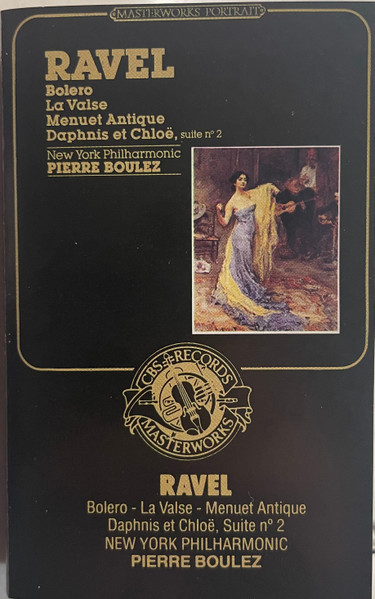 MASTERWORKS PORTRAIT
RAVEL
Bolero
La Valse
Menuet Antique
Daphnis et Chloë, suite nº 2
New York Philharmonic
PIERRE BOULEZ
CBS RECORDS
MASTERWORKS
RAVEL
Bolero - La Valse - Menuet Antique
Daphnis et Chloë, Suite nº 2
NEW YORK PHILHARMONIC
PIERRE BOULEZ